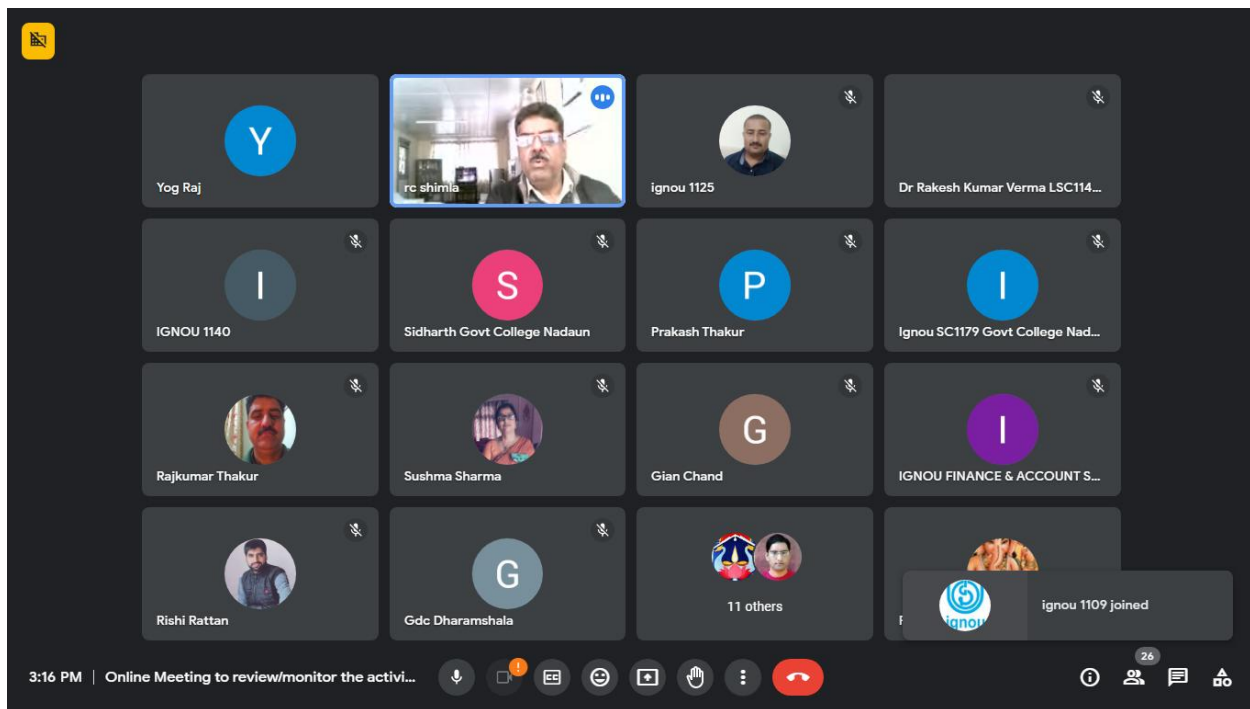 Y
Yog Raj
rc shimla
ignou 1125
Dr Rakesh Kumar Verma LSC114...
I
IGNOU 1140
S
Sidharth Govt College Nadaun
P
Prakash Thakur
I
Ignou SC1179 Govt College Nad...
Rajkumar Thakur
Sushma Sharma
G
Gian Chand
I
IGNOU FINANCE & ACCOUNT S...
Rishi Rattan
G
Gdc Dharamshala
11 others
ignou
ignou 1109 joined
3:16 PM | Online Meeting to review/monitor the activi...
!
CC
26